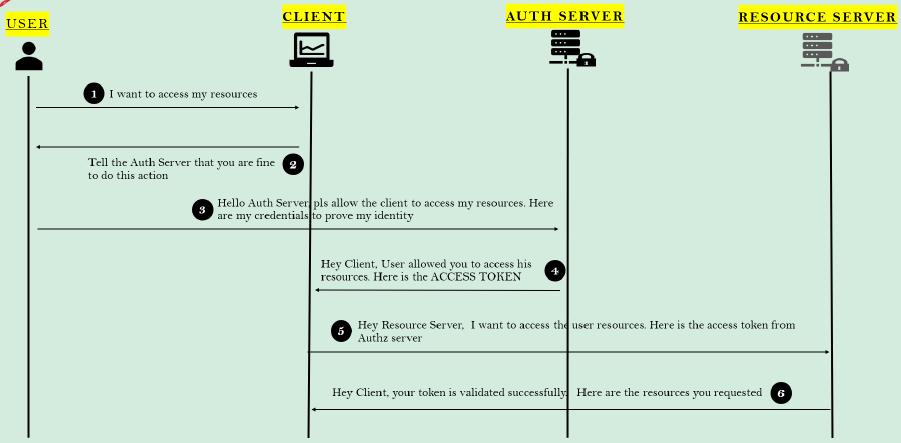 USER
CLIENT
AUTH SERVER
RESOURCE SERVER
1 I want to access my resources
Tell the Auth Server that you are fine
to do this action
2
3 Hello Auth Server, pls allow the client to access my resources. Here
are my credentials to prove my identity
Hey Client, User allowed you to access his
resources. Here is the ACCESS TOKEN
4
5 Hey Resource Server, I want to access the user resources. Here is the access token from
Authz server
Hey Client, your token is validated successfully. Here are the resources you requested 6